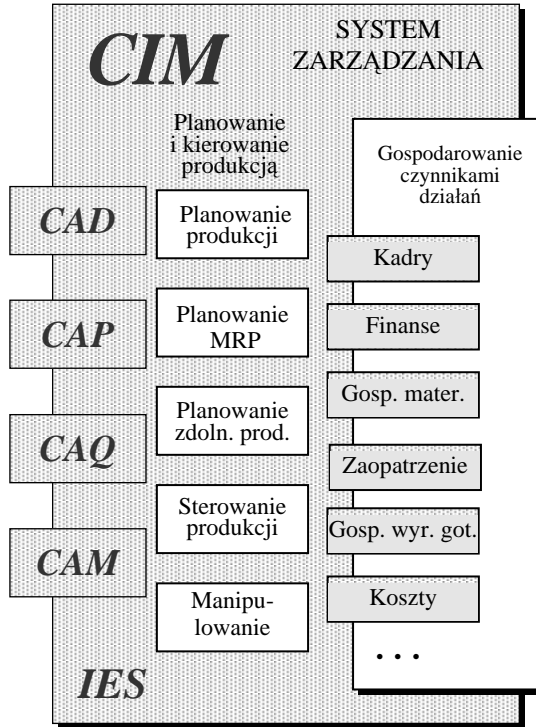 CIM
SYSTEM
ZARZĄDZANIA
Planowanie
i kierowanie
produkcją
Gospodarowanie
czynnikami
działań
CAD
CAP
CAQ
CAM
Planowanie
produkcji
Planowanie
MRP
Planowanie
zdoln. prod.
Sterowanie
produkcji
Manipu-
lowanie
Kadry
Finanse
Gosp. mater.
Zaopatrzenie
Gosp. wyr. got.
Koszty
...
IES